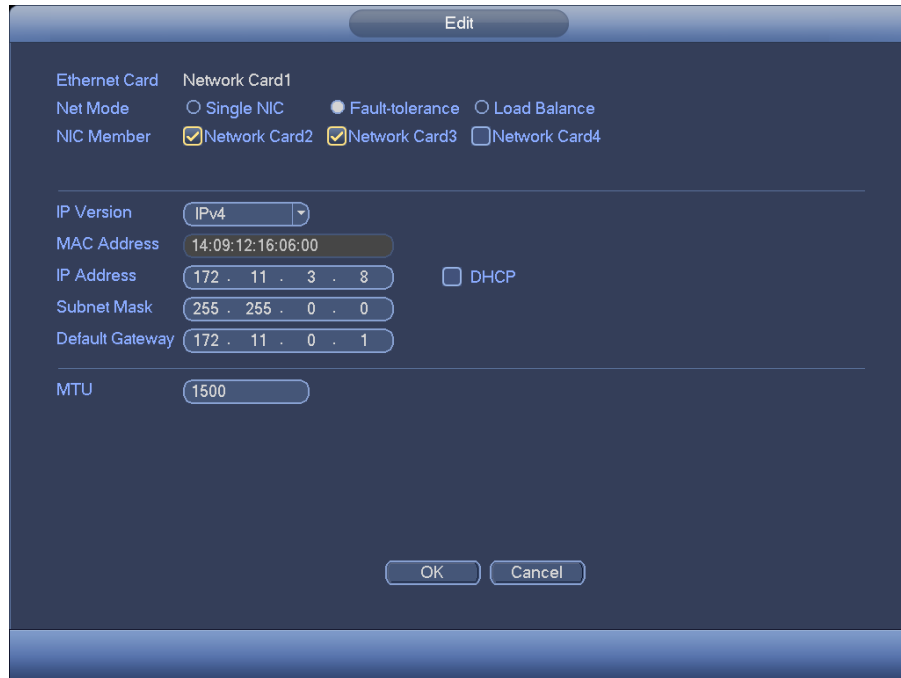 Edit
Ethernet Card Network Card1
Net Mode Single NIC Fault-tolerance Load Balance
NIC Member Network Card2 Network Card3 Network Card4
IP Version IPv4
MAC Address 14:09:12:16:06:00
IP Address 172 . 11 . 3 . 8 DHCP
Subnet Mask 255 . 255 . 0 . 0
Default Gateway 172 . 11 . 0 . 1
MTU 1500
OK Cancel